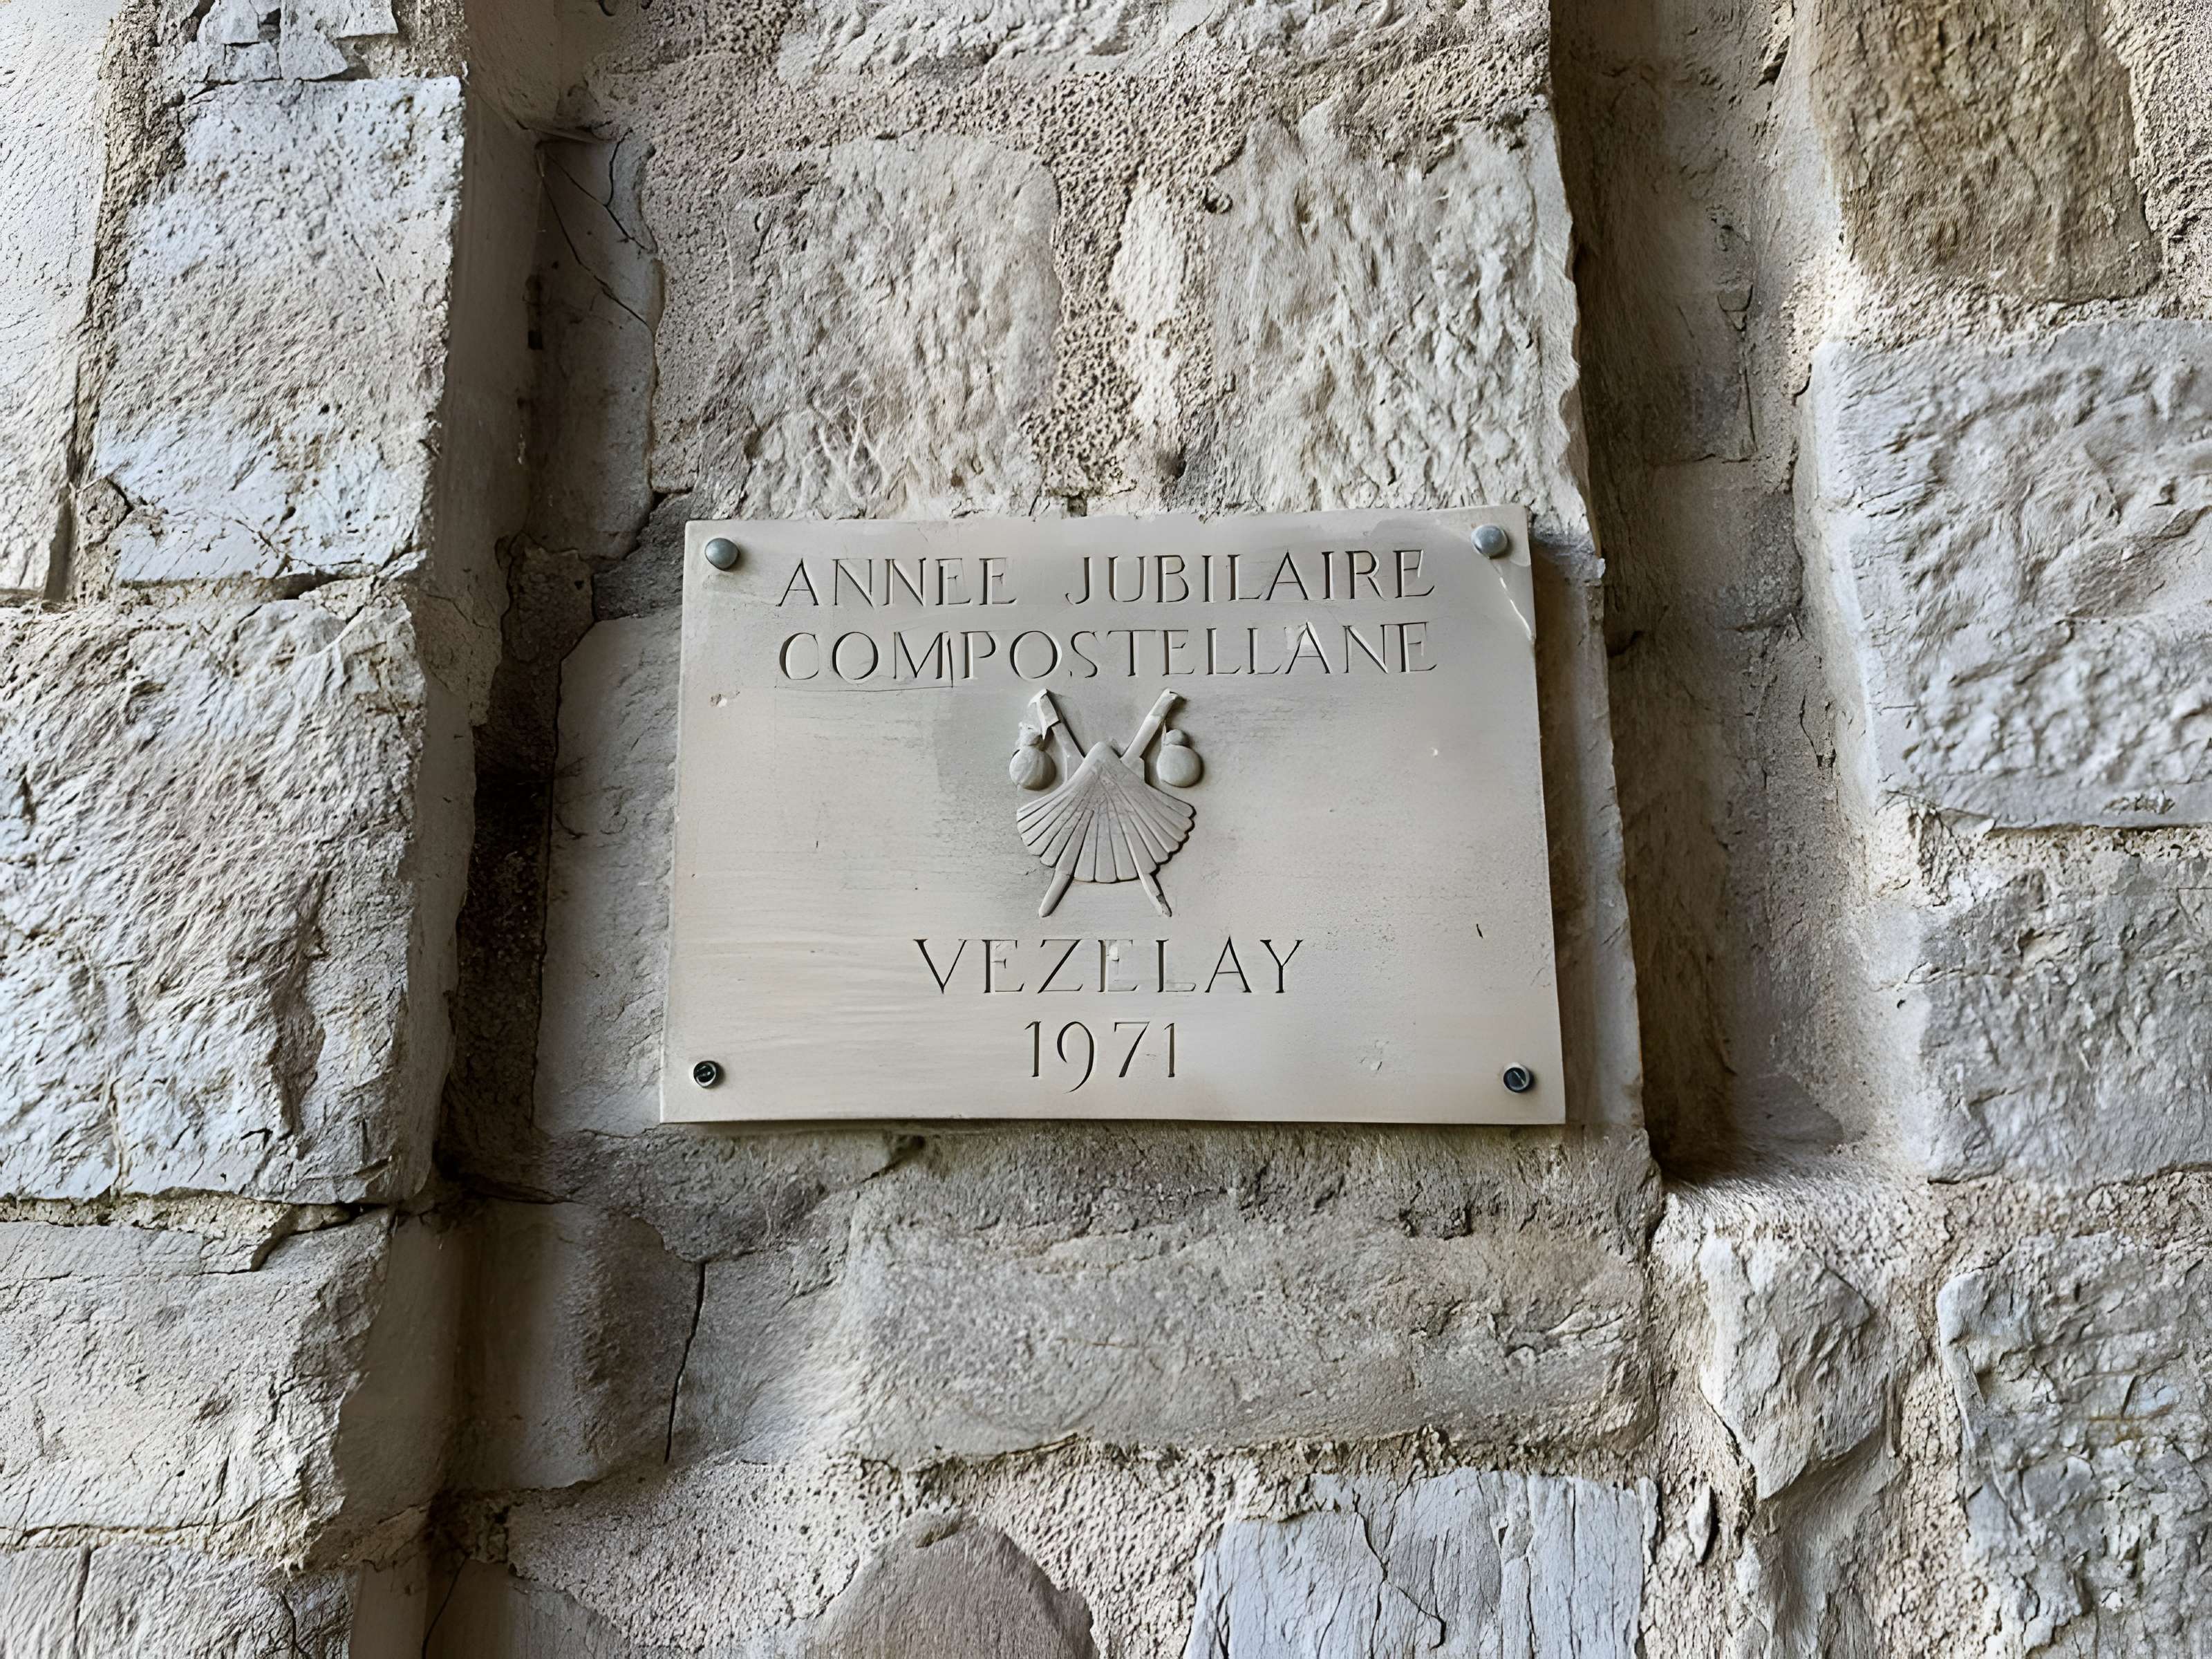 ANNEE JUBILAIRE
COMPOSTELLANE
VEZELAY
1971